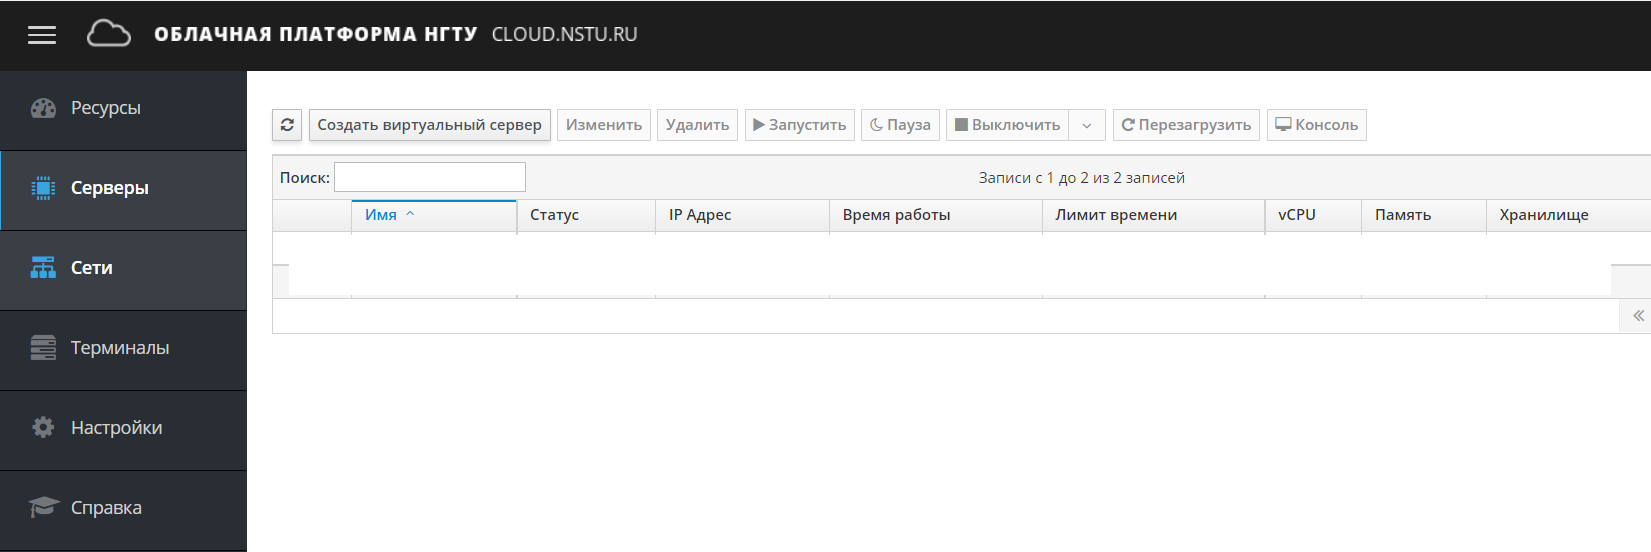 ОБЛАЧНАЯ ПЛАТФОРМА НГТУ CLOUD.NSTU.RU
Ресурсы
Серверы
Сети
Терминалы
Настройки
Справка
Создать виртуальный сервер Изменить Удалить Запустить Пауза Выключить Перезагрузить Консоль
Поиск: Записи с 1 до 2 из 2 записей
Имя Статус IP Адрес Время работы Лимит времени vCPU Память Хранилище